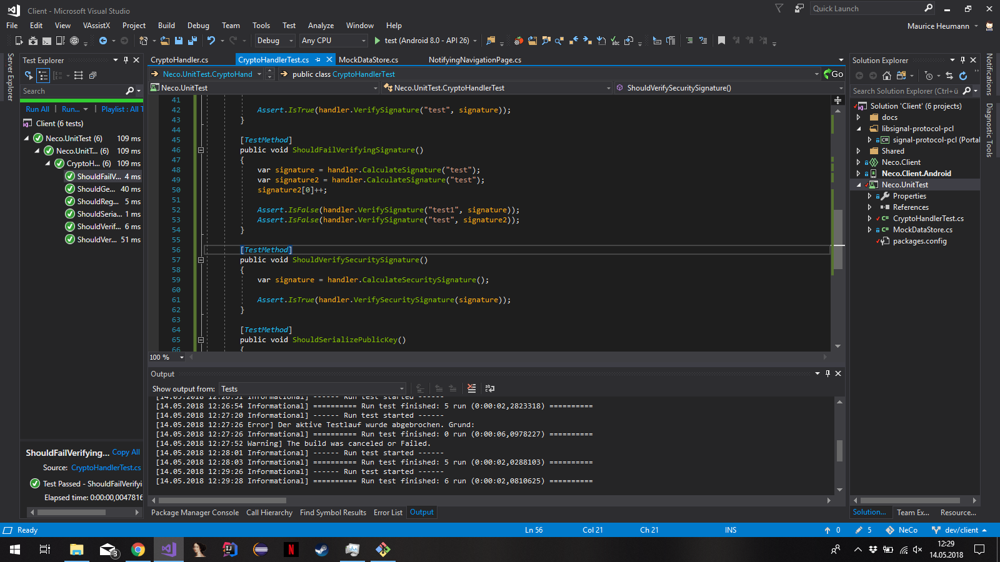 Client - Microsoft Visual Studio
Quick Launch
File Edit View VAssistX Project Build Debug Team Tools Test Analyze Window Help
Maurice Heumann
Debug Any CPU test (Android 8.0 - API 26)
Server Explorer
Test Explorer
Search
Run All Run... Playlist : All T
Client (6 tests)
Neco.UnitTest (6) 109 ms
Neco.UnitT... (6) 109 ms
CryptoH... (6) 109 ms
ShouldFailV... 4 ms
ShouldGe... 40 ms
ShouldReg... 5 ms
ShouldSeria... 1 ms
ShouldVerif... 6 ms
ShouldVer... 51 ms
ShouldFailVerifying... Copy All
Source: CryptoHandlerTest.cs
Test Passed - ShouldFailVerifyi
Elapsed time: 0:00:00,0047816
CryptoHandler.cs CryptoHandlerTest.cs MockDataStore.cs NotifyingNavigationPage.cs
Neco.UnitTest.CryptoHand public class CryptoHandlerTest Go
Neco.UnitTest Neco.UnitTest.CryptoHandlerTest ShouldVerifySecuritySignature()
41
42 Assert.IsTrue(handler.VerifySignature("test", signature));
43 }
44
45 [TestMethod]
46 public void ShouldFailVerifyingSignature()
47 {
48 var signature = handler.CalculateSignature("test");
49 var signature2 = handler.CalculateSignature("test");
50 signature2[0]++;
51
52 Assert.IsFalse(handler.VerifySignature("test1", signature));
53 Assert.IsFalse(handler.VerifySignature("test", signature2));
54 }
55
56 [TestMethod]
57 public void ShouldVerifySecuritySignature()
58 {
59 var signature = handler.CalculateSecuritySignature();
60
61 Assert.IsTrue(handler.VerifySecuritySignature(signature));
62 }
63
64 [TestMethod]
65 public void ShouldSerializePublicKey()
66 {
100 %
Output
Show output from: Tests
[14.05.2018 12:26:51 Informational] ------ Run test started ------
[14.05.2018 12:26:54 Informational] ========== Run test finished: 5 run (0:00:02,2823318) ==========
[14.05.2018 12:27:20 Informational] ------ Run test started ------
[14.05.2018 12:27:26 Error] Der aktive Testlauf wurde abgebrochen. Grund:
[14.05.2018 12:27:26 Informational] ========== Run test finished: 0 run (0:00:06,0978227) ==========
[14.05.2018 12:27:52 Warning] The build was canceled or Failed.
[14.05.2018 12:28:01 Informational] ------ Run test started ------
[14.05.2018 12:28:03 Informational] ========== Run test finished: 5 run (0:00:02,0288103) ==========
[14.05.2018 12:29:26 Informational] ------ Run test started ------
[14.05.2018 12:29:28 Informational] ========== Run test finished: 6 run (0:00:02,0810625) ==========
Package Manager Console Call Hierarchy Find Symbol Results Error List Output
Solution Explorer
Search Solution Explorer (Ctrl+ü
Solution 'Client' (6 projects)
docs
libsignal-protocol-pcl
signal-protocol-pcl (Portal
Shared
Neco.Client
Neco.Client.Android
Neco.UnitTest
Properties
References
CryptoHandlerTest.cs
MockDataStore.cs
packages.config
Solution... Team Ex... Resource...
Notifications
Diagnostic Tools
Ready Ln 56 Col 21 Ch 21 INS 0 5 NeCo dev/client
3
12:29
14.05.2018